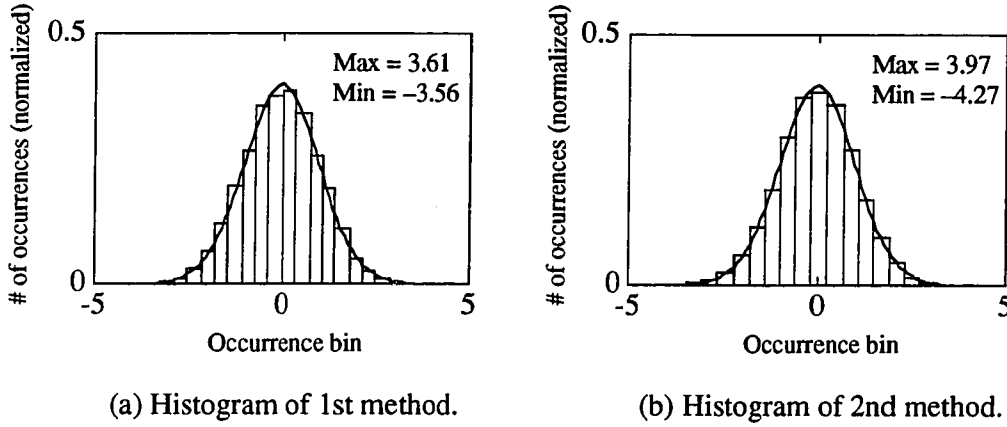 # of occurrences (normalized)
0.5
Max = 3.61
Min = –3.56
0
-5
0
5
Occurrence bin
(a) Histogram of 1st method.
# of occurrences (normalized)
0.5
Max = 3.97
Min = –4.27
0
-5
0
5
Occurrence bin
(b) Histogram of 2nd method.